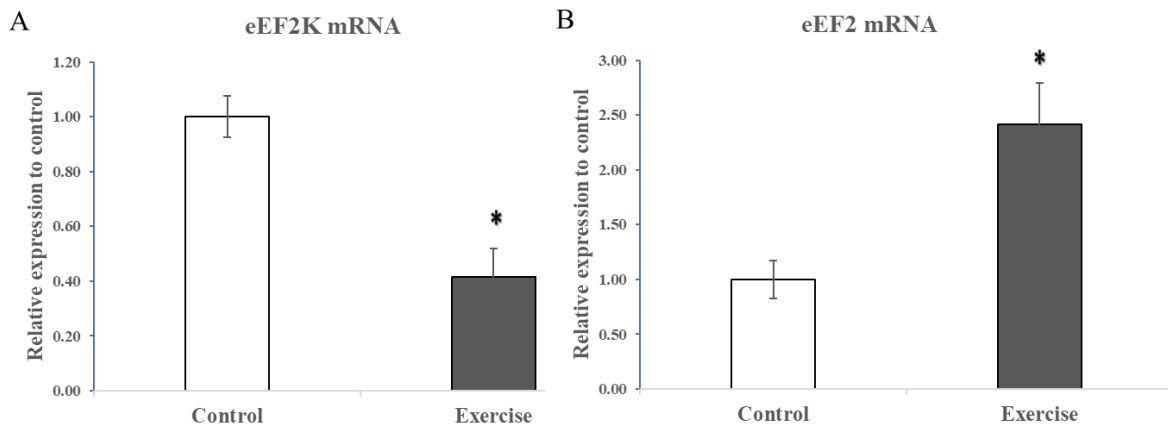 A
eEF2K mRNA
Relative expression to control
1.20
1.00
0.80
0.60
0.40
0.20
0.00
*
Control
Exercise
B
eEF2 mRNA
Relative expression to control
3.00
2.50
2.00
1.50
1.00
0.50
0.00
*
Control
Exercise